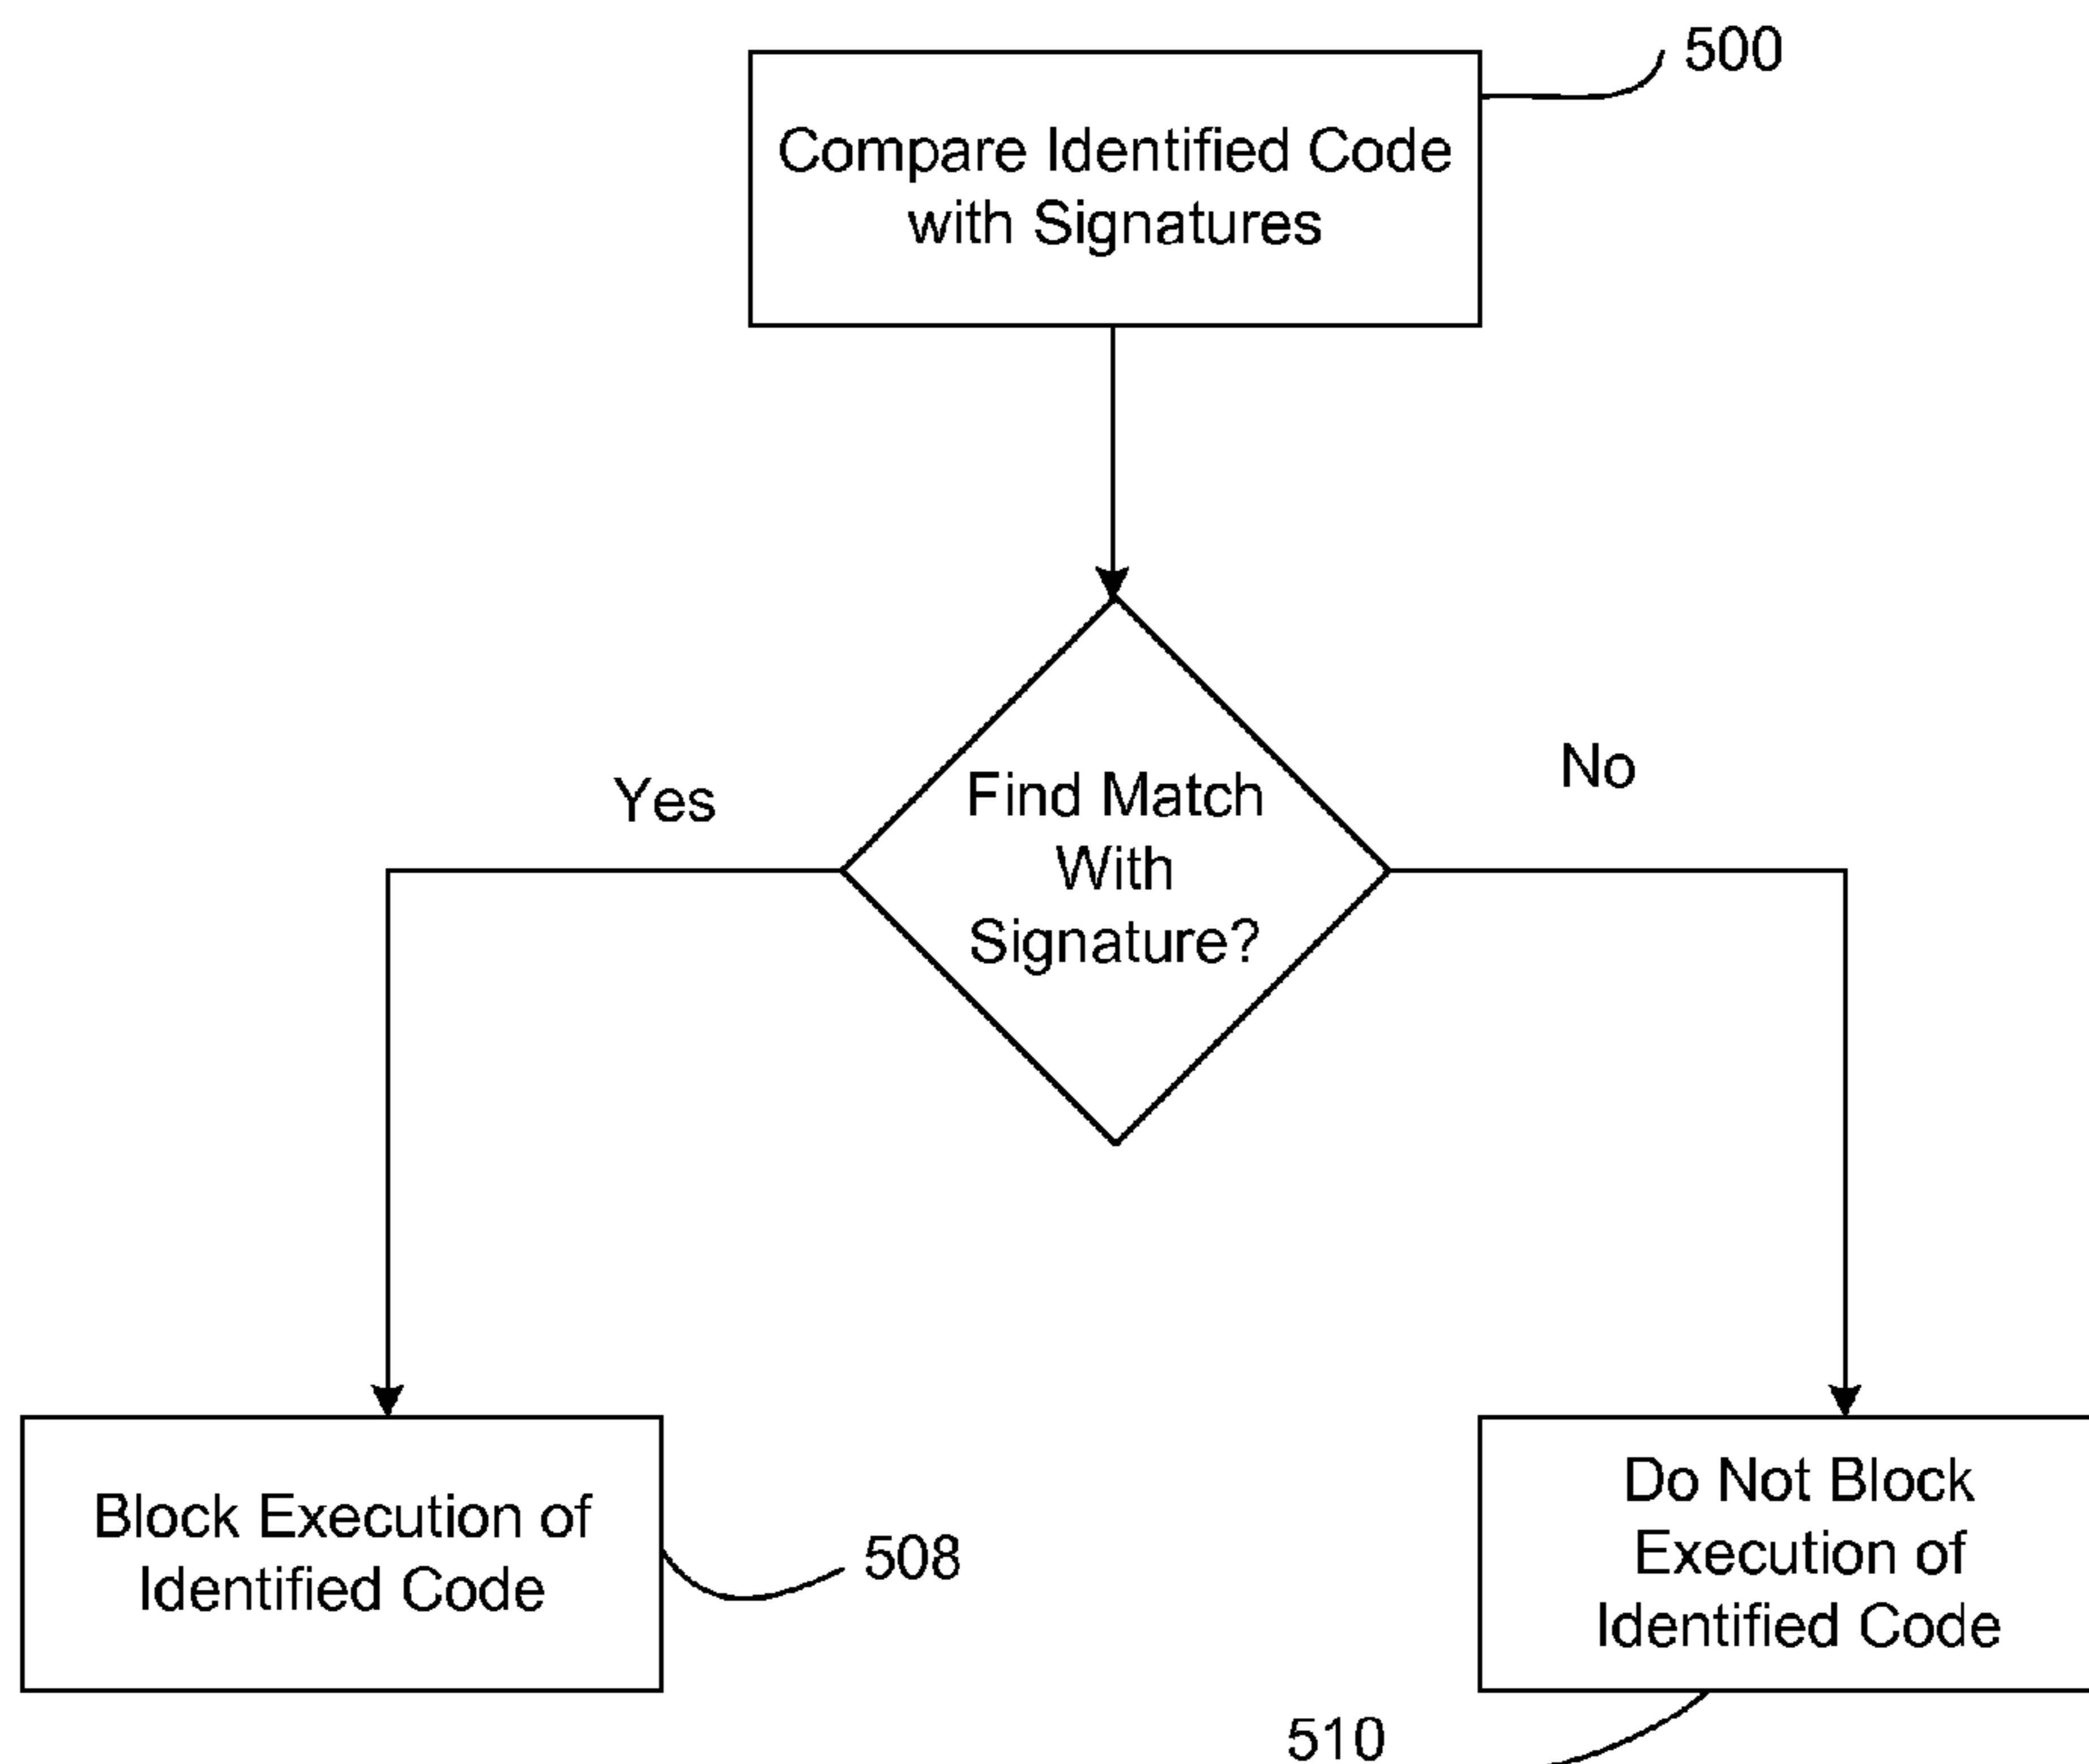 500
Compare Identified Code
with Signatures
Yes
Find Match
With
Signature?
No
Block Execution of
Identified Code
508
Do Not Block
Execution of
Identified Code
510